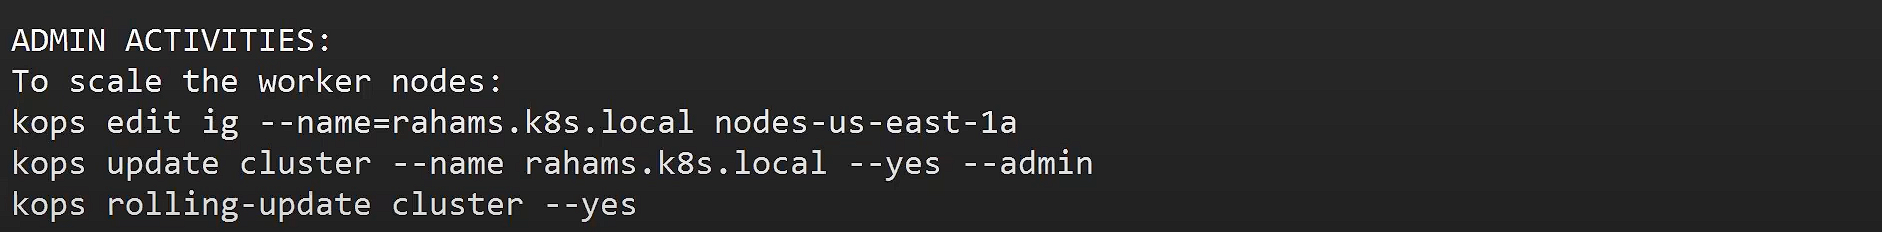 ADMIN ACTIVITIES:
To scale the worker nodes:
kops edit ig --name=rahams.k8s.local nodes-us-east-1a
kops update cluster --name rahams.k8s.local --yes --admin
kops rolling-update cluster --yes